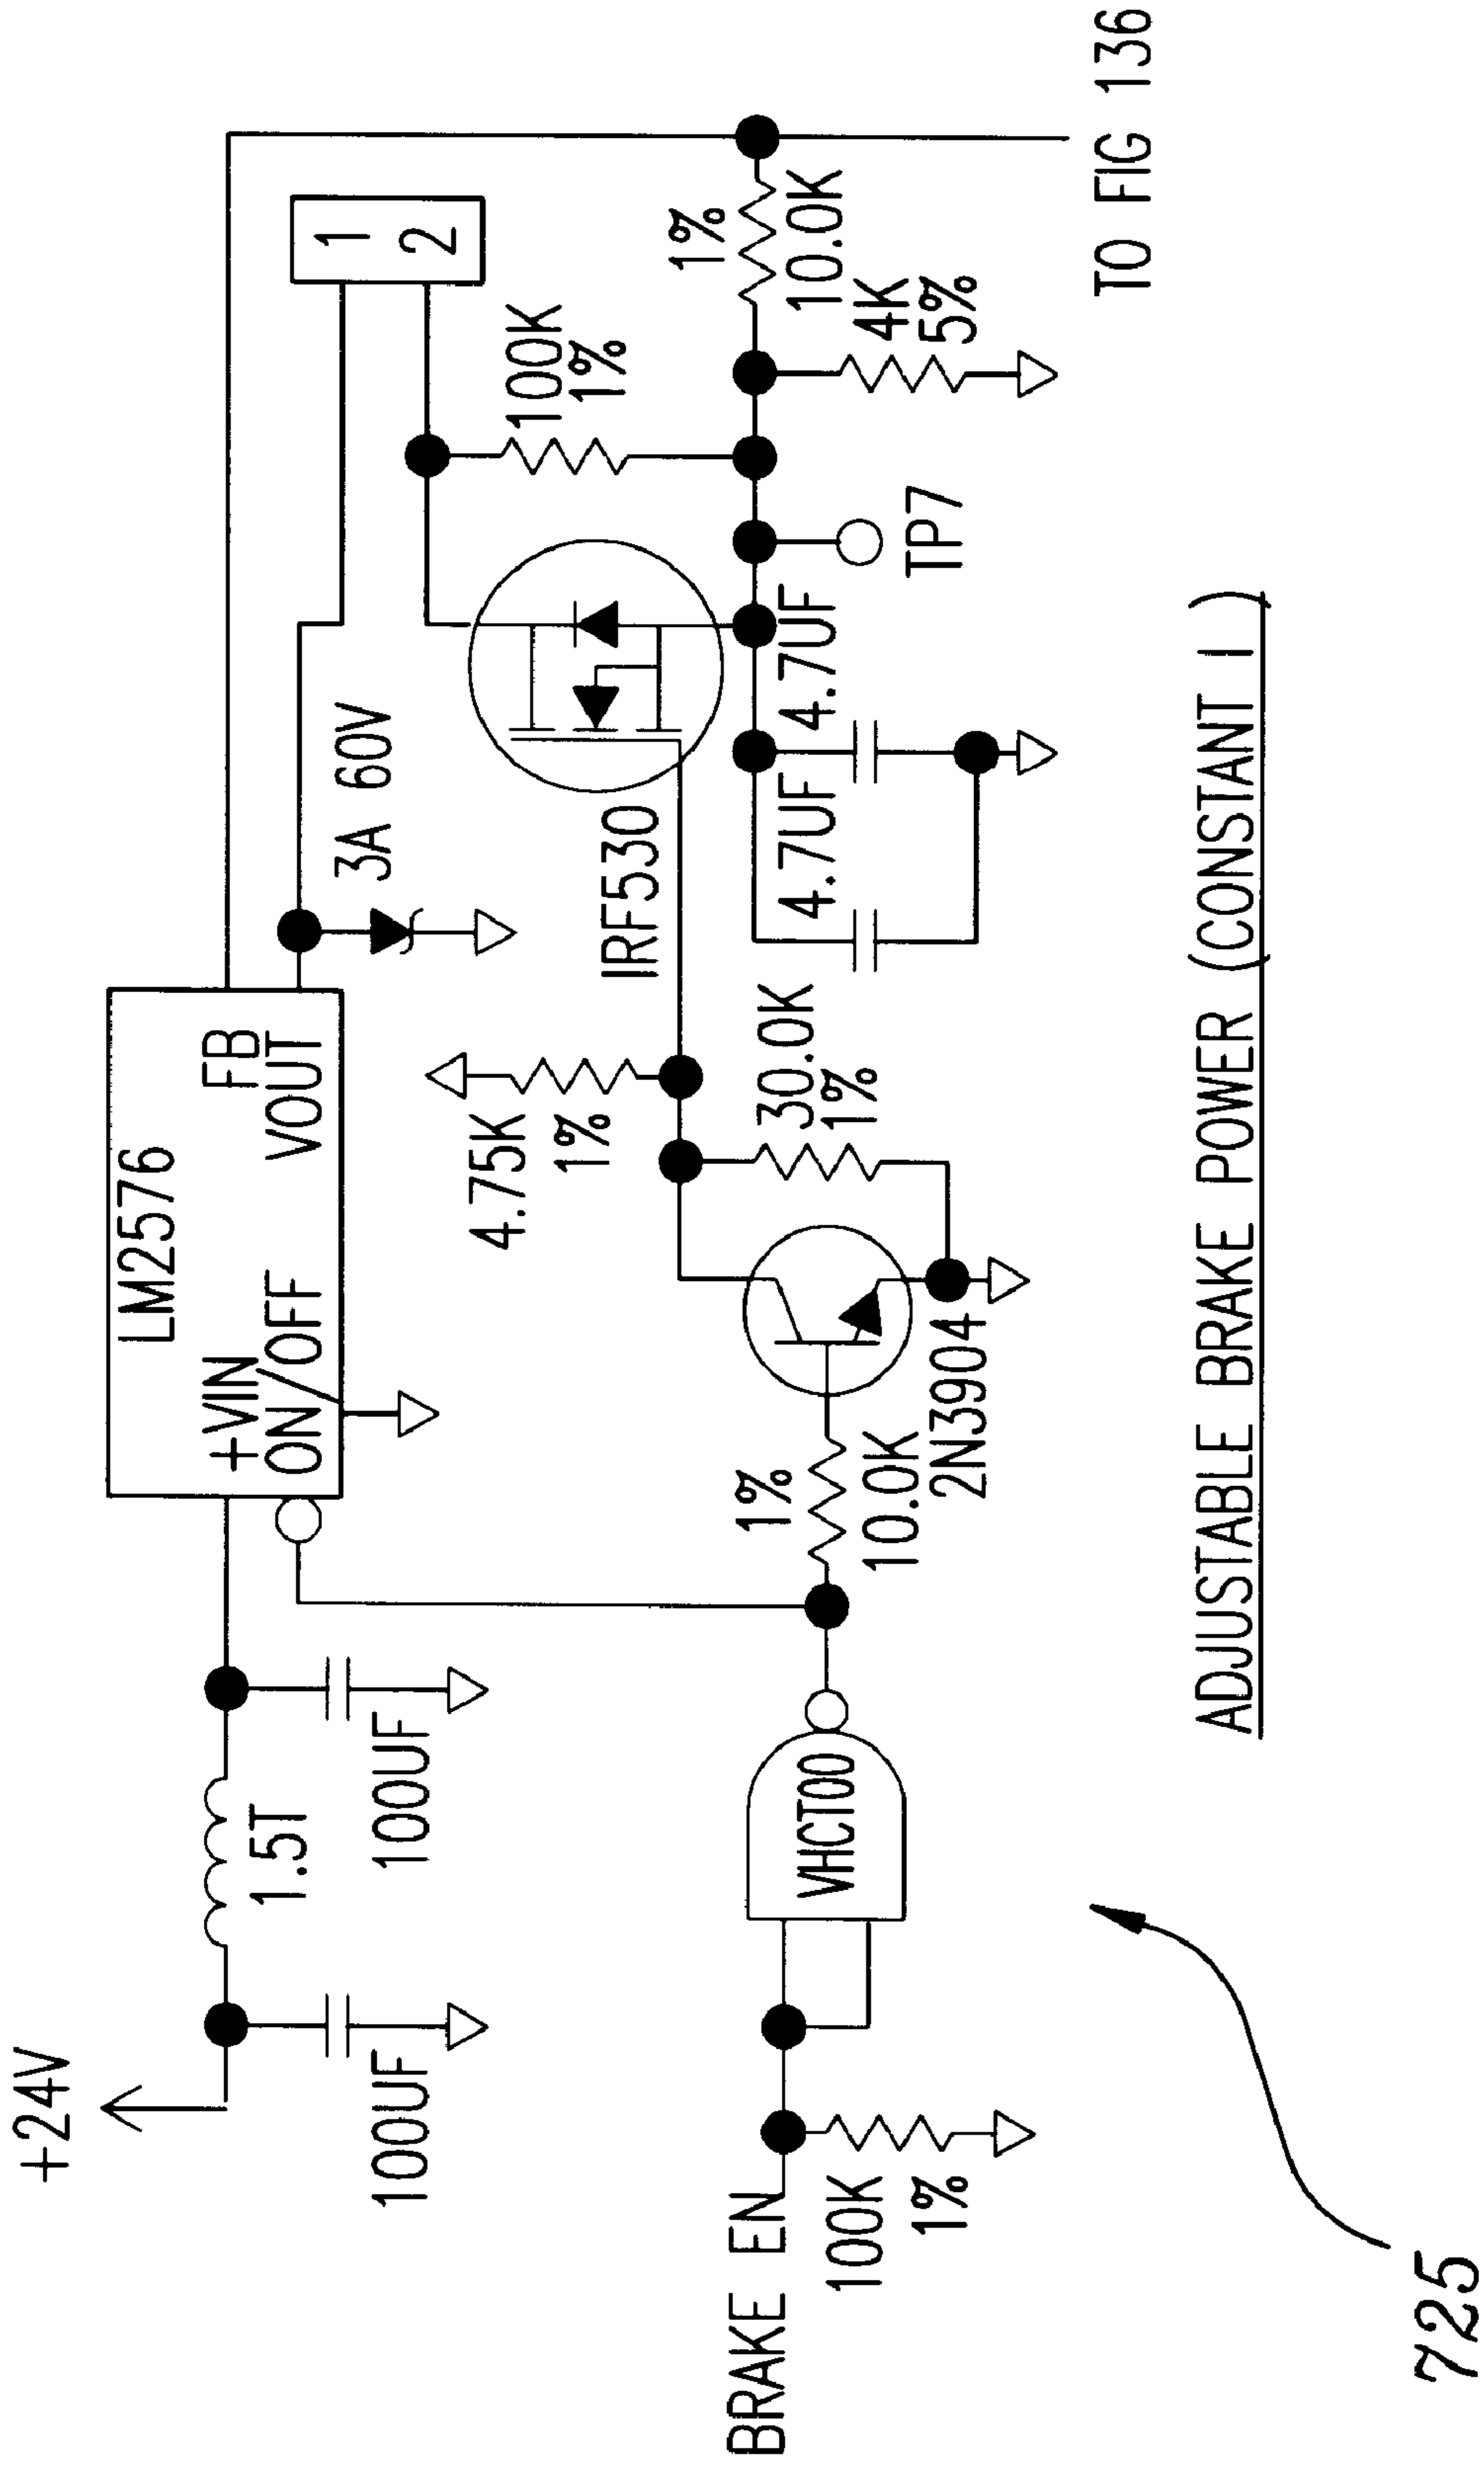 +24V
1.5T
100UF
100UF
LM2576
+VIN
ON/OFF
FB
VOUT
3A 60V
1
2
100K
1%
4.75K
1%
IRF530
1%
10.0K
4K
5%
TP7
4.7UF
4.7UF
30.0K
1%
BRAKE EN
100K
1%
VHCT00
1%
10.0K
2N3904
TO FIG 136
ADJUSTABLE BRAKE POWER (CONSTANT I)
725